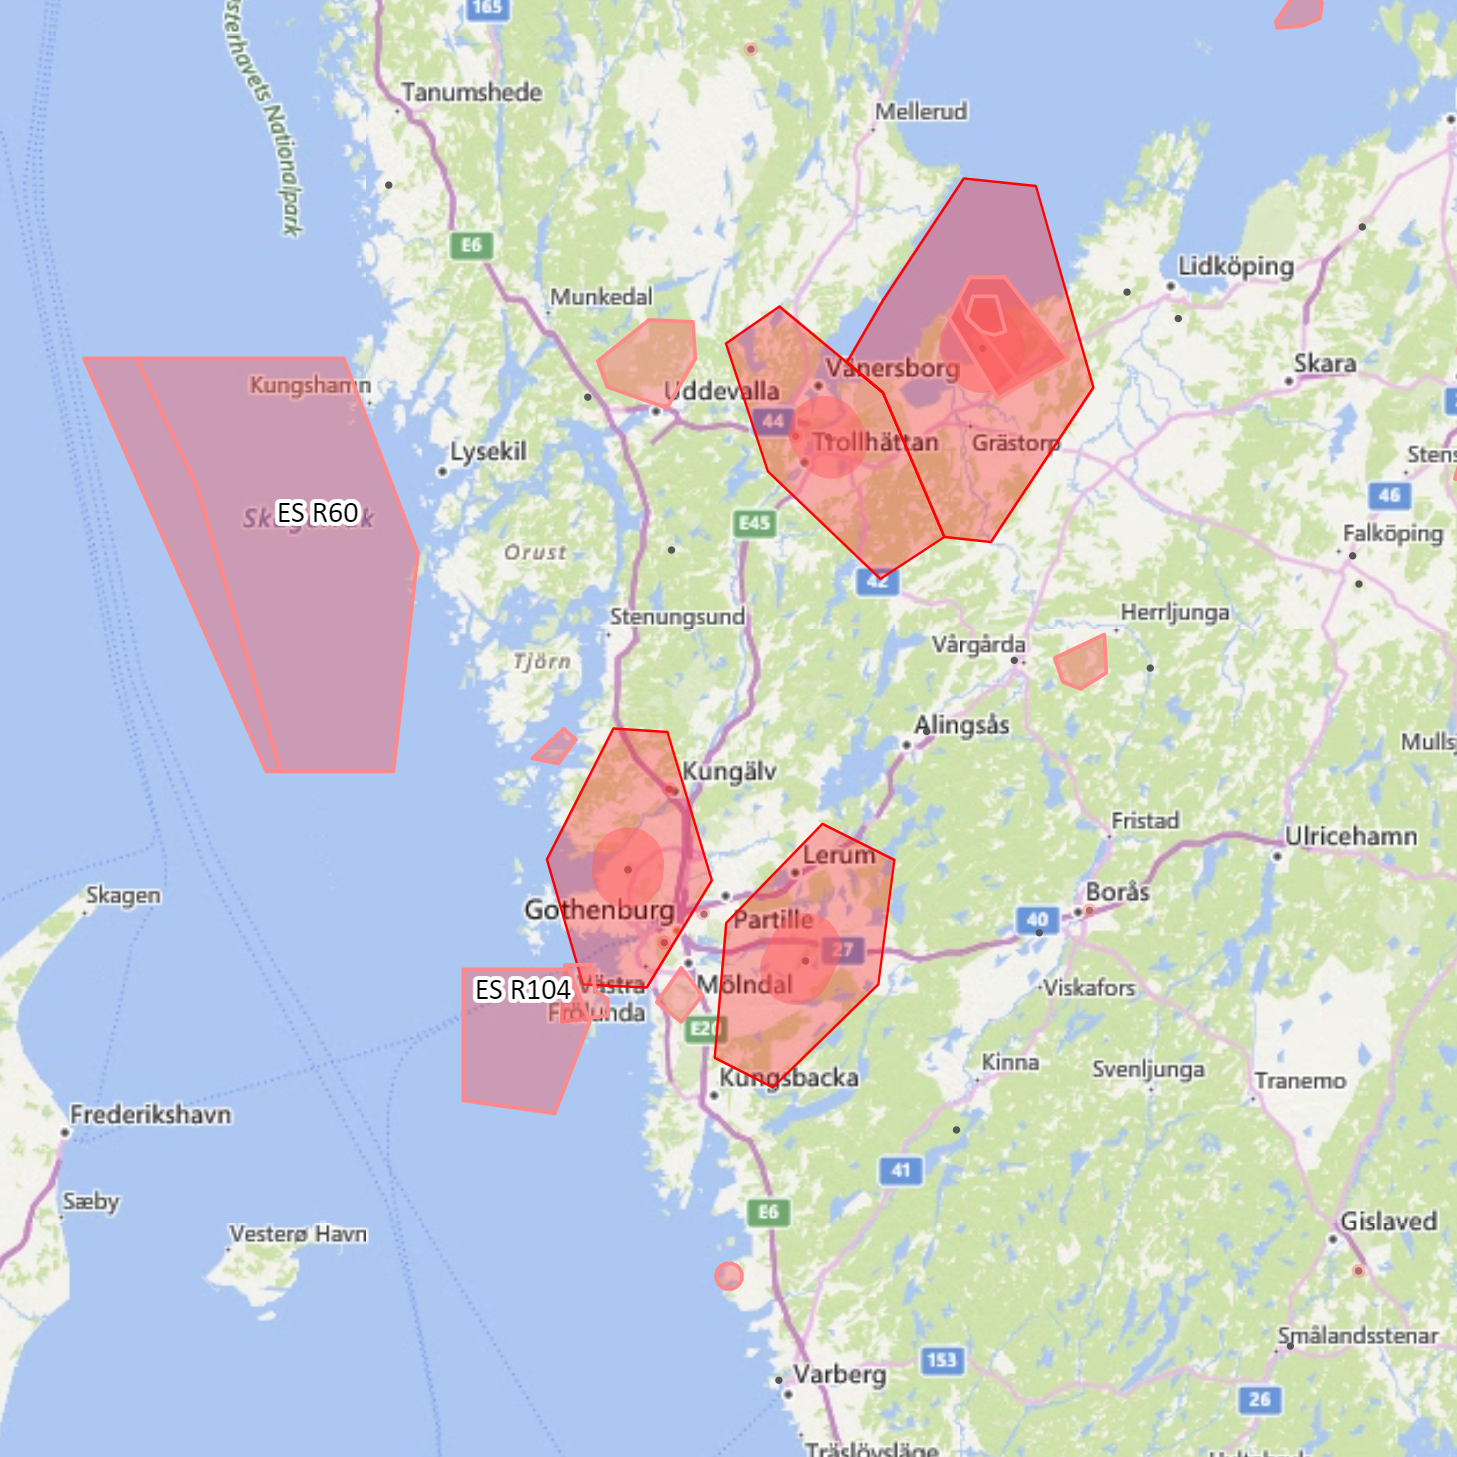 165
sterhavets Nationalpark
Tanumshede
Mellerud
E6
Lidköping
Munkedal
Kungshamn
Uddevalla
Vänersborg
Skara
44
Trollhättan
Grästorp
Lysekil
Stens
46
ES R60
E45
Falköping
Orust
42
Stenungsund
Herrljunga
Vårgårda
Tjörn
Alingsås
Mulls
Kungälv
Fristad
Ulricehamn
Lerum
Skagen
Borås
Gothenburg
Partille
40
27
ES R104
Västra
Frölunda
Mölndal
Viskafors
E20
Kinna
Svenljunga
Tranemo
Kungsbacka
Frederikshavn
41
Sæby
E6
Vesterø Havn
Gislaved
Smålandsstenar
153
Varberg
26
Träslövsläge